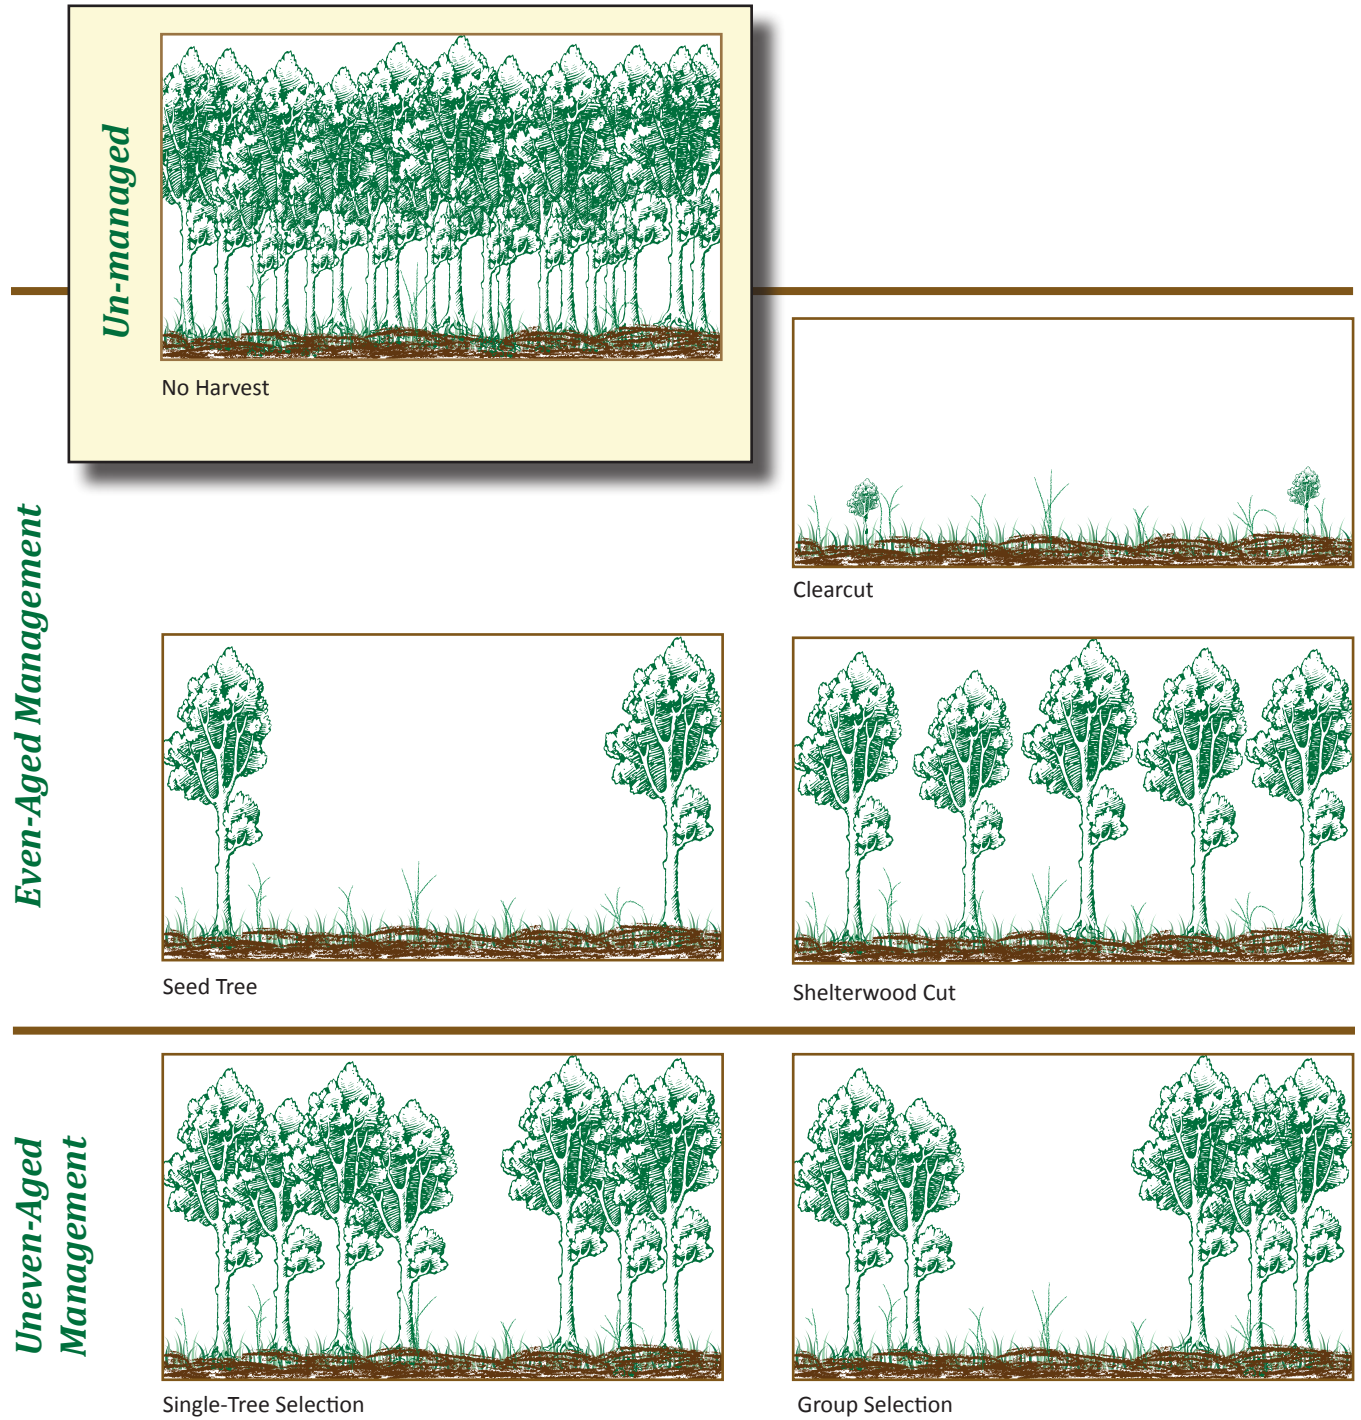 Un-managed
No Harvest
Even-Aged Management
Clearcut
Seed Tree
Shelterwood Cut
Uneven-Aged
Management
Single-Tree Selection
Group Selection